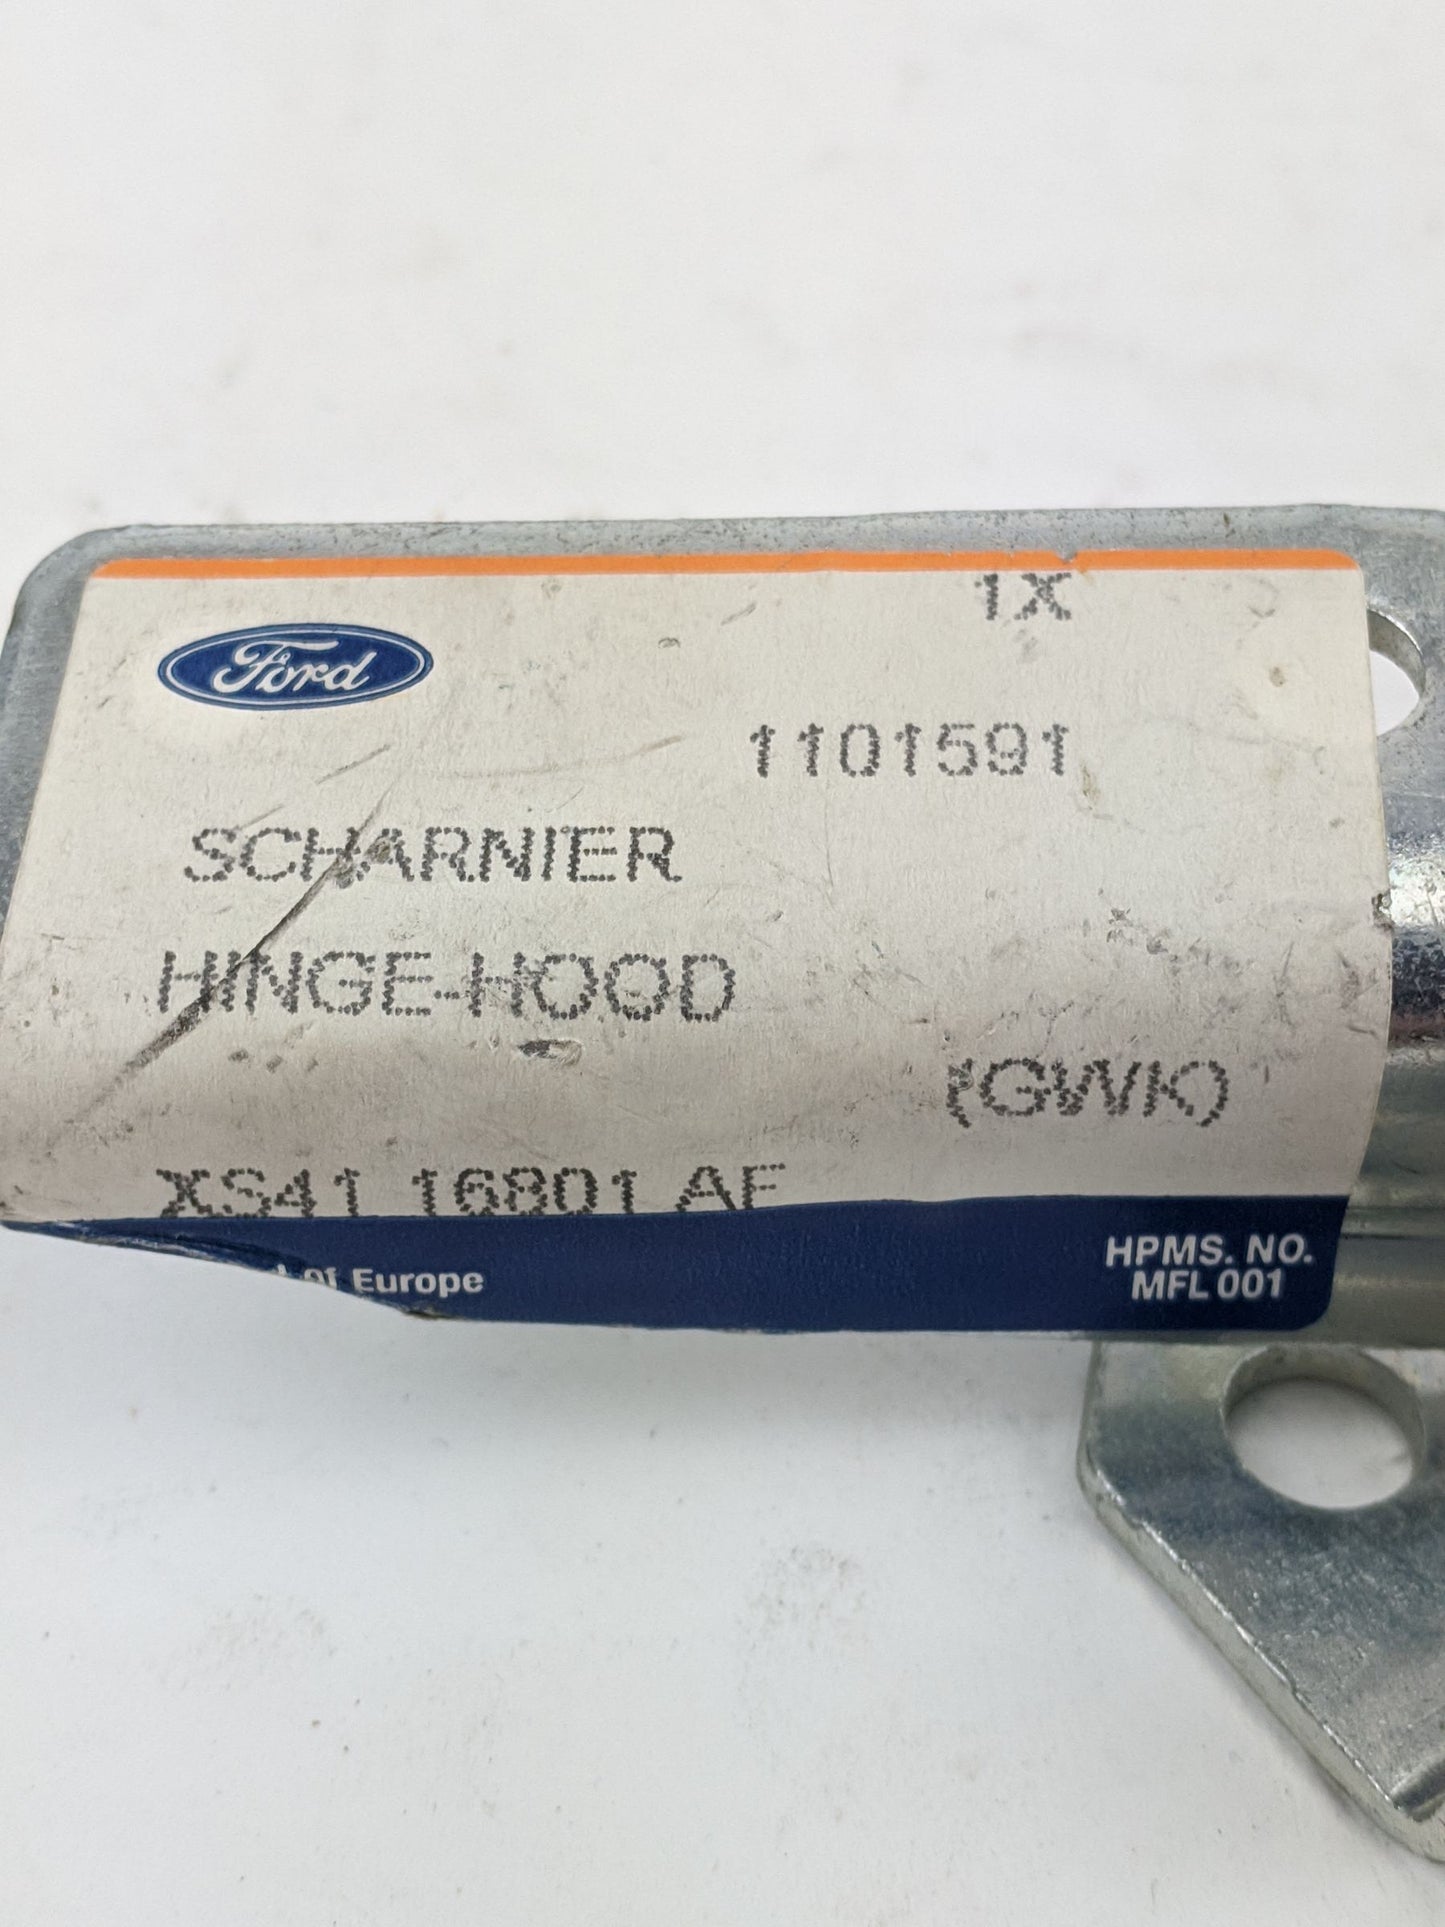 1X
Ford
1101591
SCHARNIER
HINGE-HOOD
(GWK)
XS41 16801 AF
of Europe
HPMS. NO.
MFL 001